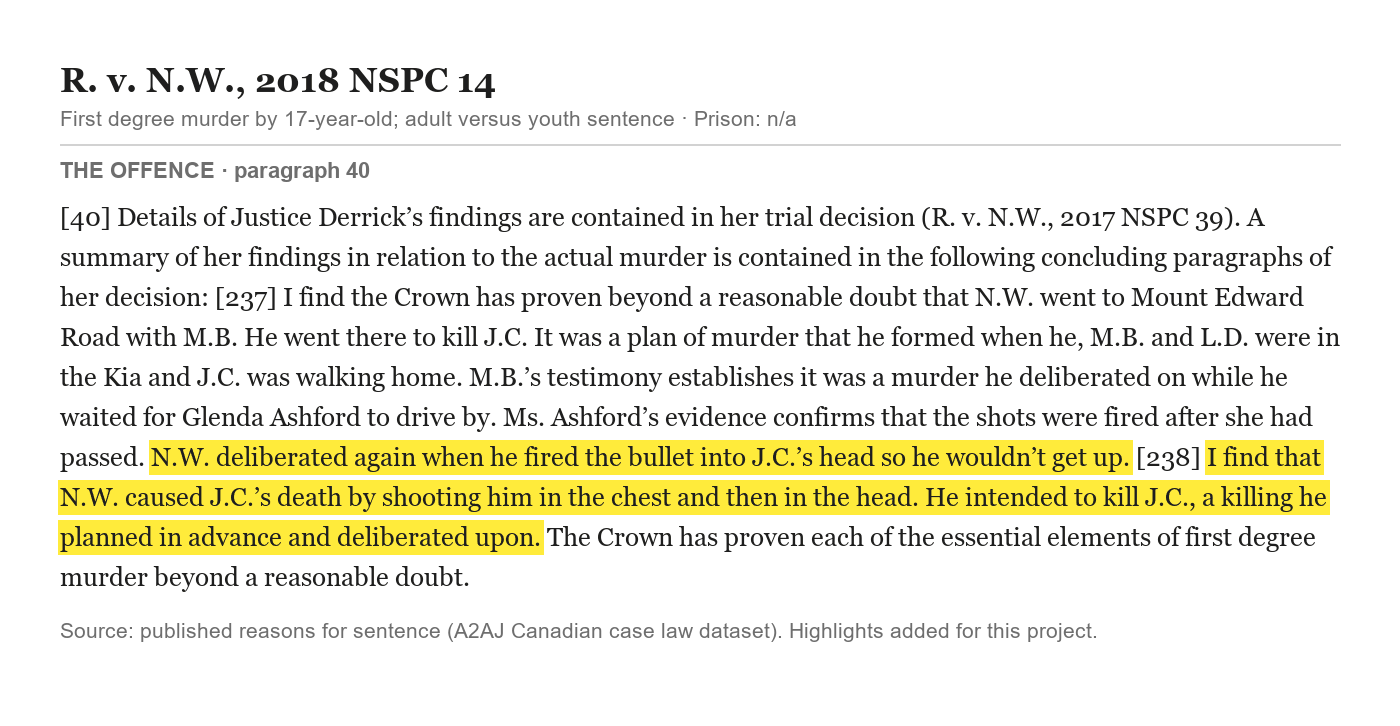 R. v. N.W., 2018 NSPC 14
First degree murder by 17-year-old; adult versus youth sentence · Prison: n/a
THE OFFENCE · paragraph 40
[40] Details of Justice Derrick’s findings are contained in her trial decision (R. v. N.W., 2017 NSPC 39). A
summary of her findings in relation to the actual murder is contained in the following concluding paragraphs of
her decision: [237] I find the Crown has proven beyond a reasonable doubt that N.W. went to Mount Edward
Road with M.B. He went there to kill J.C. It was a plan of murder that he formed when he, M.B. and L.D. were in
the Kia and J.C. was walking home. M.B.’s testimony establishes it was a murder he deliberated on while he
waited for Glenda Ashford to drive by. Ms. Ashford’s evidence confirms that the shots were fired after she had
passed. N.W. deliberated again when he fired the bullet into J.C.’s head so he wouldn’t get up. [238] I find that
N.W. caused J.C.’s death by shooting him in the chest and then in the head. He intended to kill J.C., a killing he
planned in advance and deliberated upon. The Crown has proven each of the essential elements of first degree
murder beyond a reasonable doubt.
Source: published reasons for sentence (A2AJ Canadian case law dataset). Highlights added for this project.